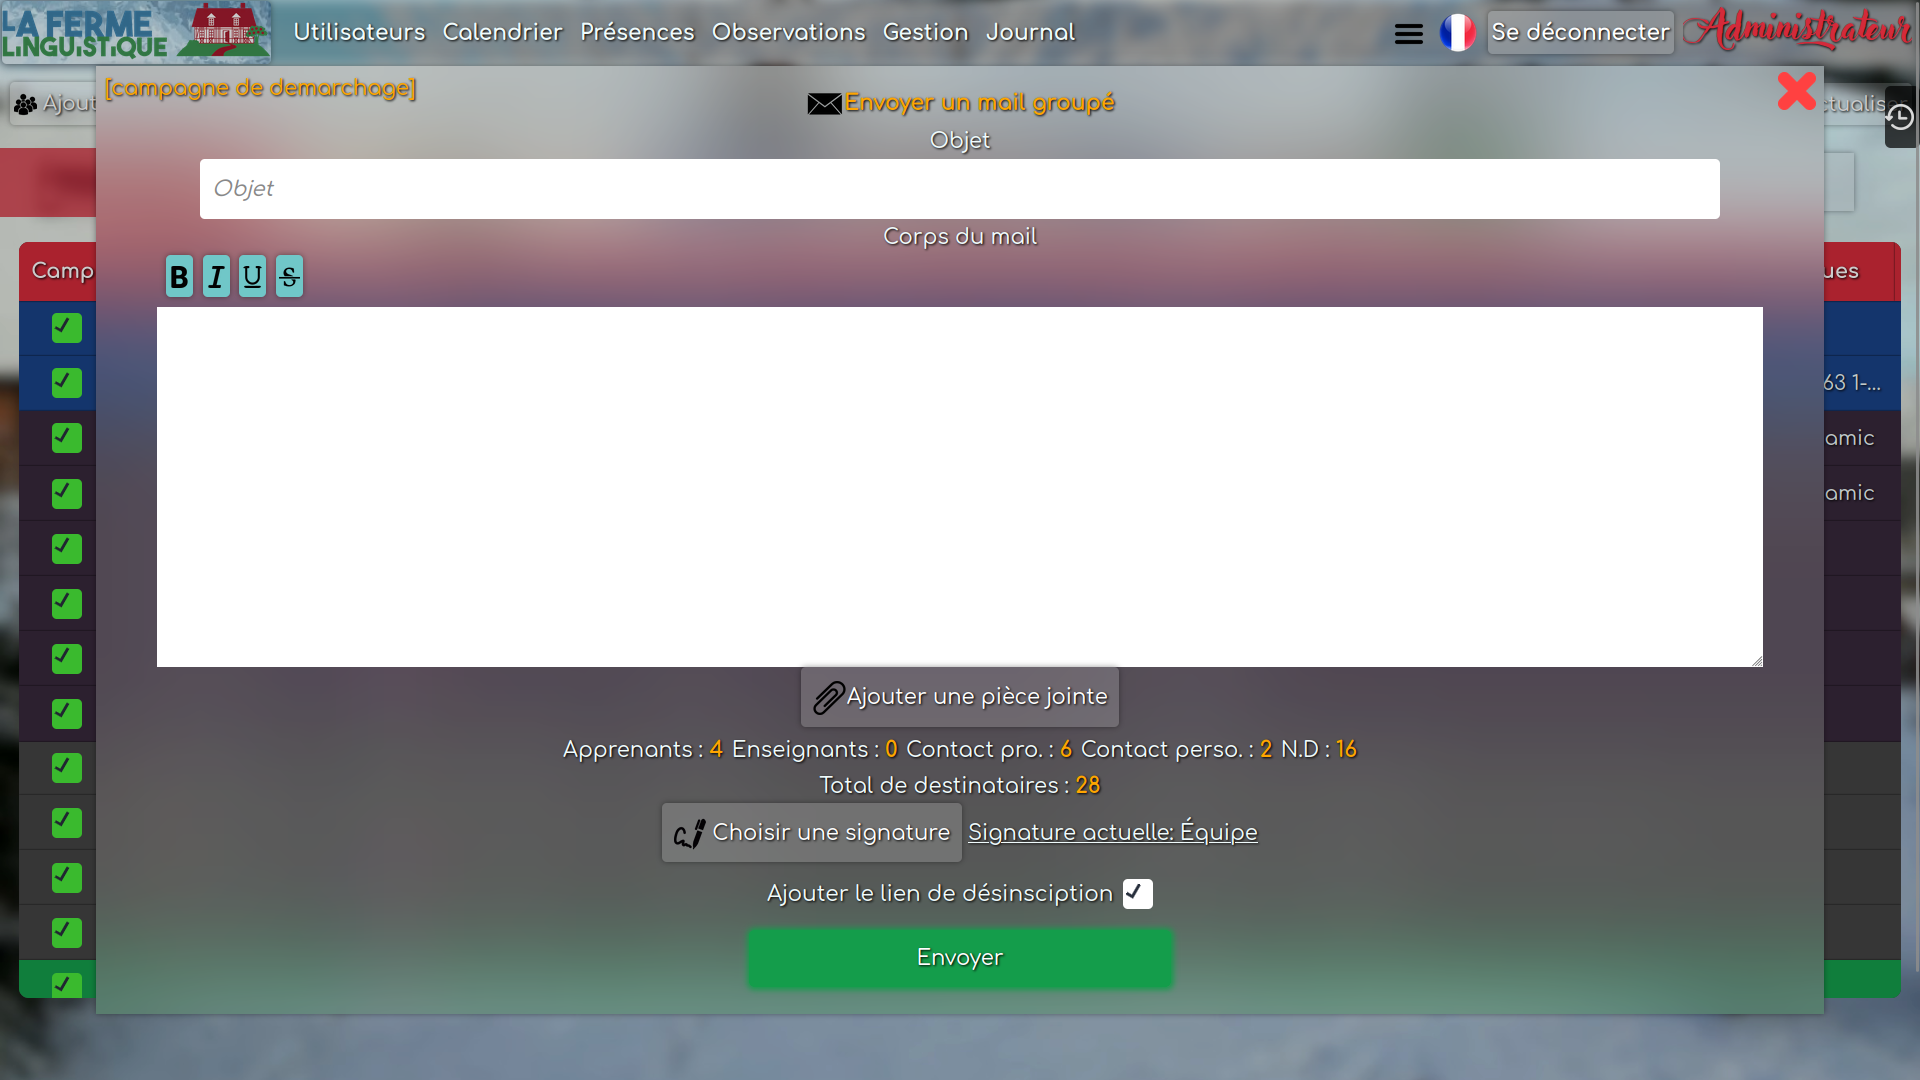 LA FERME
LINGUISTIQUE
Utilisateurs Calendrier Présences Observations Gestion Journal
Se déconnecter
Administrateur
[campagne de demarchage]
Envoyer un mail groupé
Ajout
ctualiser
Objet
Objet
Corps du mail
B I U S
Camp
ues
63 1-...
amic
amic
Ajouter une pièce jointe
Apprenants : 4 Enseignants : 0 Contact pro. : 6 Contact perso. : 2 N.D : 16
Total de destinataires : 28
Choisir une signature Signature actuelle: Équipe
Ajouter le lien de désinsciption
Envoyer